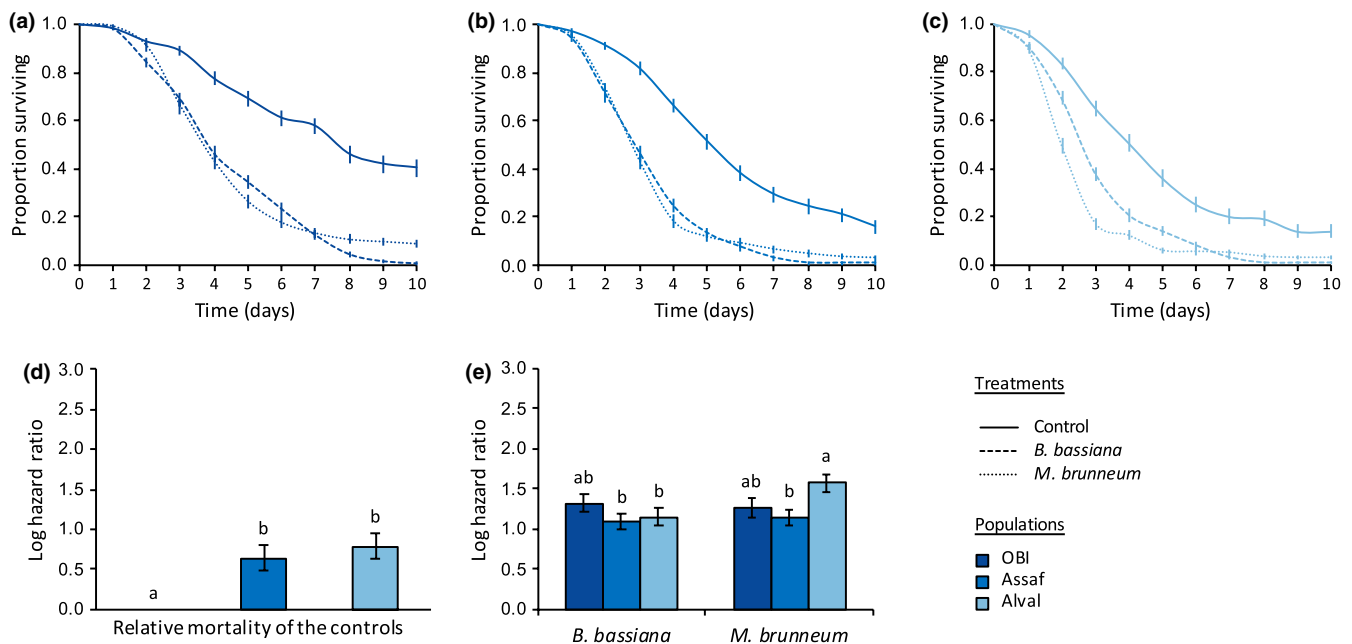 (a)
Proportion surviving
1.0
0.8
0.6
0.4
0.2
0.0
0 1 2 3 4 5 6 7 8 9 10
Time (days)
(b)
Proportion surviving
1.0
0.8
0.6
0.4
0.2
0.0
0 1 2 3 4 5 6 7 8 9 10
Time (days)
(c)
Proportion surviving
1.0
0.8
0.6
0.4
0.2
0.0
0 1 2 3 4 5 6 7 8 9 10
Time (days)
(d)
Log hazard ratio
3.0
2.5
2.0
1.5
1.0
0.5
0.0
a b b
Relative mortality of the controls
(e)
Log hazard ratio
3.0
2.5
2.0
1.5
1.0
0.5
0.0
ab b b ab b a
B. bassiana M. brunneum
Treatments
Control
B. bassiana
M. brunneum
Populations
OBI
Assaf
Alval